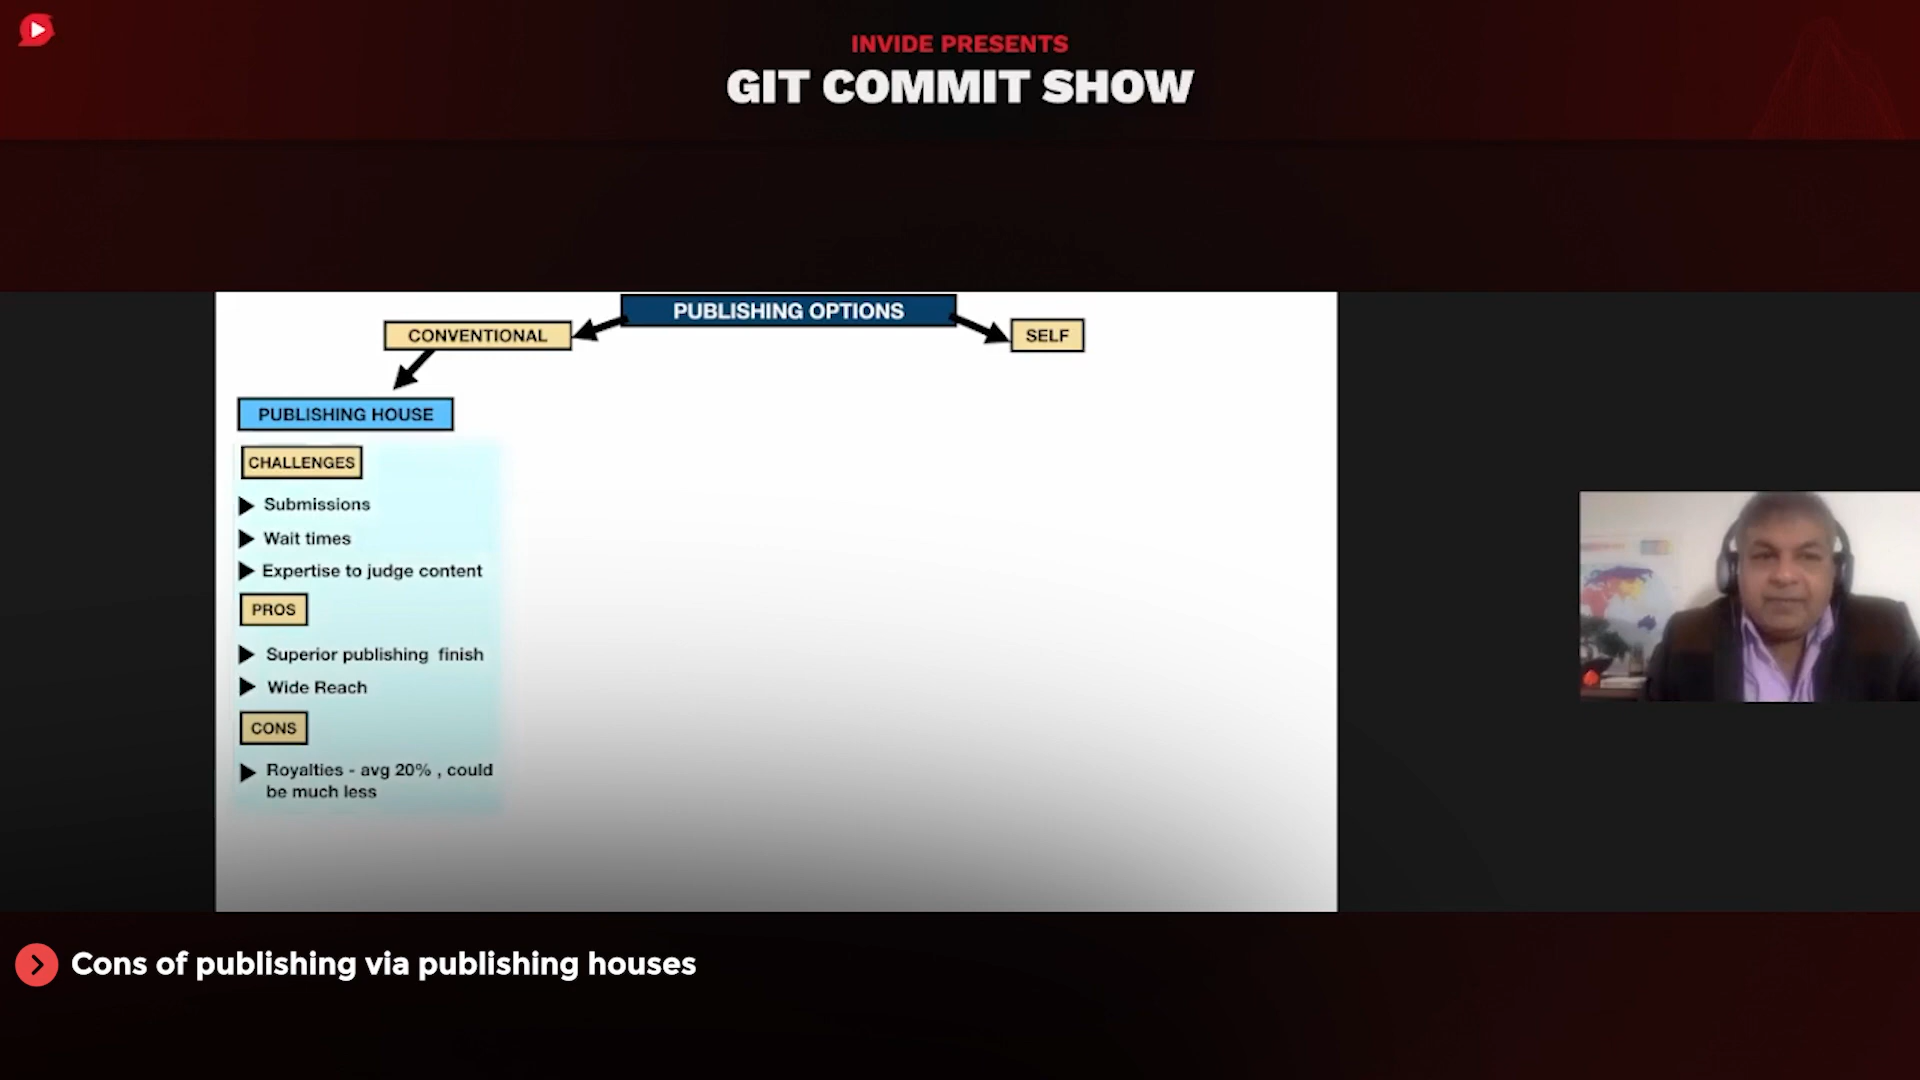 INVIDE PRESENTS
GIT COMMIT SHOW
PUBLISHING OPTIONS
CONVENTIONAL
SELF
PUBLISHING HOUSE
CHALLENGES
Submissions
Wait times
Expertise to judge content
PROS
Superior publishing finish
Wide Reach
CONS
Royalties - avg 20% , could
be much less
Cons of publishing via publishing houses